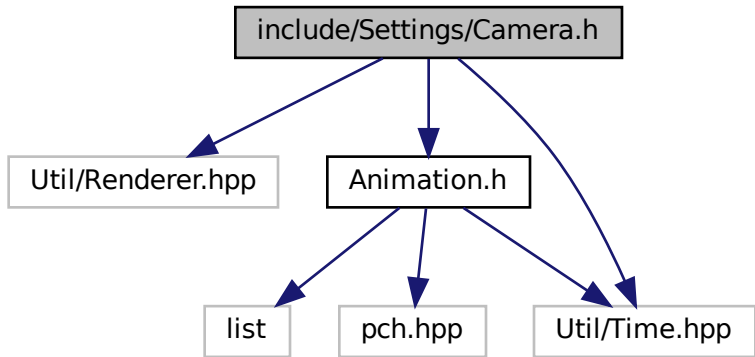 include/Settings/Camera.h
Util/Renderer.hpp
Animation.h
list
pch.hpp
Util/Time.hpp